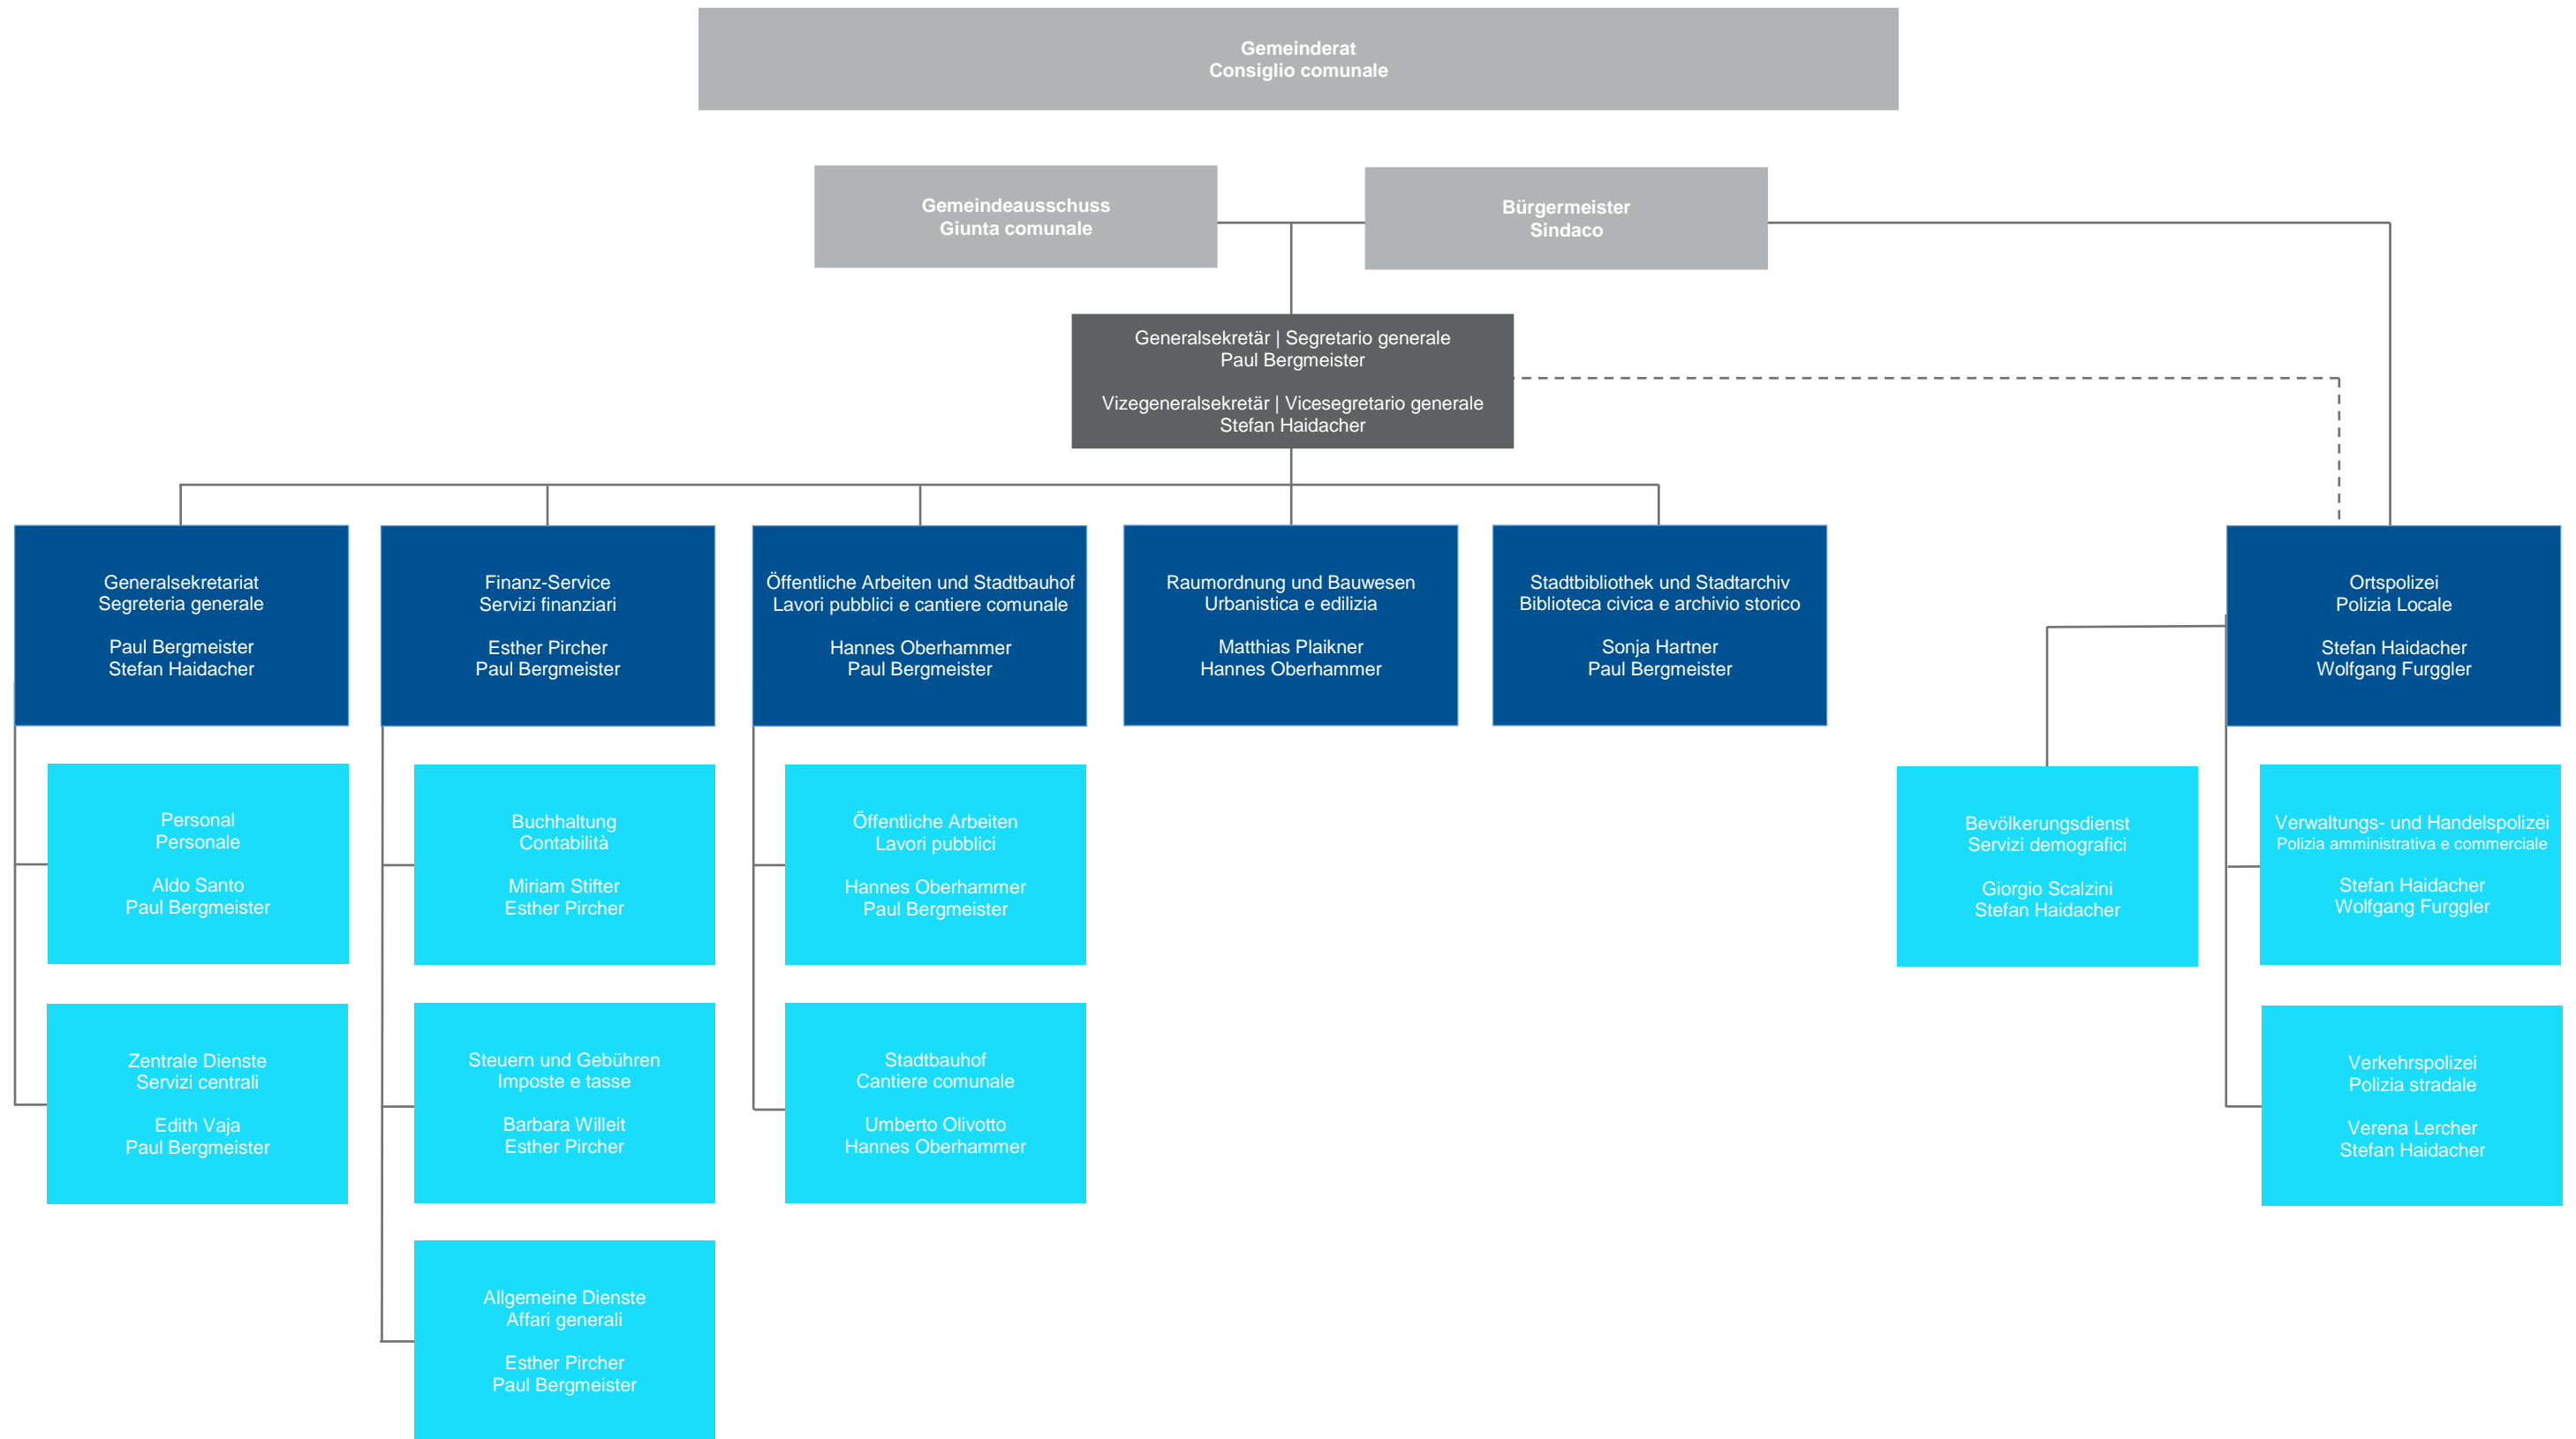 Gemeinderat
Consiglio comunale
Gemeindeausschuss
Giunta comunale
Bürgermeister
Sindaco
Generalsekretär | Segretario generale
Paul Bergmeister
Vizegeneralsekretär | Vicesegretario generale
Stefan Haidacher
Generalsekretariat
Segreteria generale
Paul Bergmeister
Stefan Haidacher
Finanz-Service
Servizi finanziari
Esther Pircher
Paul Bergmeister
Öffentliche Arbeiten und Stadtbauhof
Lavori pubblici e cantiere comunale
Hannes Oberhammer
Paul Bergmeister
Raumordnung und Bauwesen
Urbanistica e edilizia
Matthias Plaikner
Hannes Oberhammer
Stadtbibliothek und Stadtarchiv
Biblioteca civica e archivio storico
Sonja Hartner
Paul Bergmeister
Ortspolizei
Polizia Locale
Stefan Haidacher
Wolfgang Furggler
Personal
Personale
Aldo Santo
Paul Bergmeister
Buchhaltung
Contabilità
Miriam Stifter
Esther Pircher
Öffentliche Arbeiten
Lavori pubblici
Hannes Oberhammer
Paul Bergmeister
Bevölkerungsdienst
Servizi demografici
Giorgio Scalzini
Stefan Haidacher
Verwaltungs- und Handelspolizei
Polizia amministrativa e commerciale
Stefan Haidacher
Wolfgang Furggler
Zentrale Dienste
Servizi centrali
Edith Vaja
Paul Bergmeister
Steuern und Gebühren
Imposte e tasse
Barbara Willeit
Esther Pircher
Stadtbauhof
Cantiere comunale
Umberto Olivotto
Hannes Oberhammer
Verkehrspolizei
Polizia stradale
Verena Lercher
Stefan Haidacher
Allgemeine Dienste
Affari generali
Esther Pircher
Paul Bergmeister